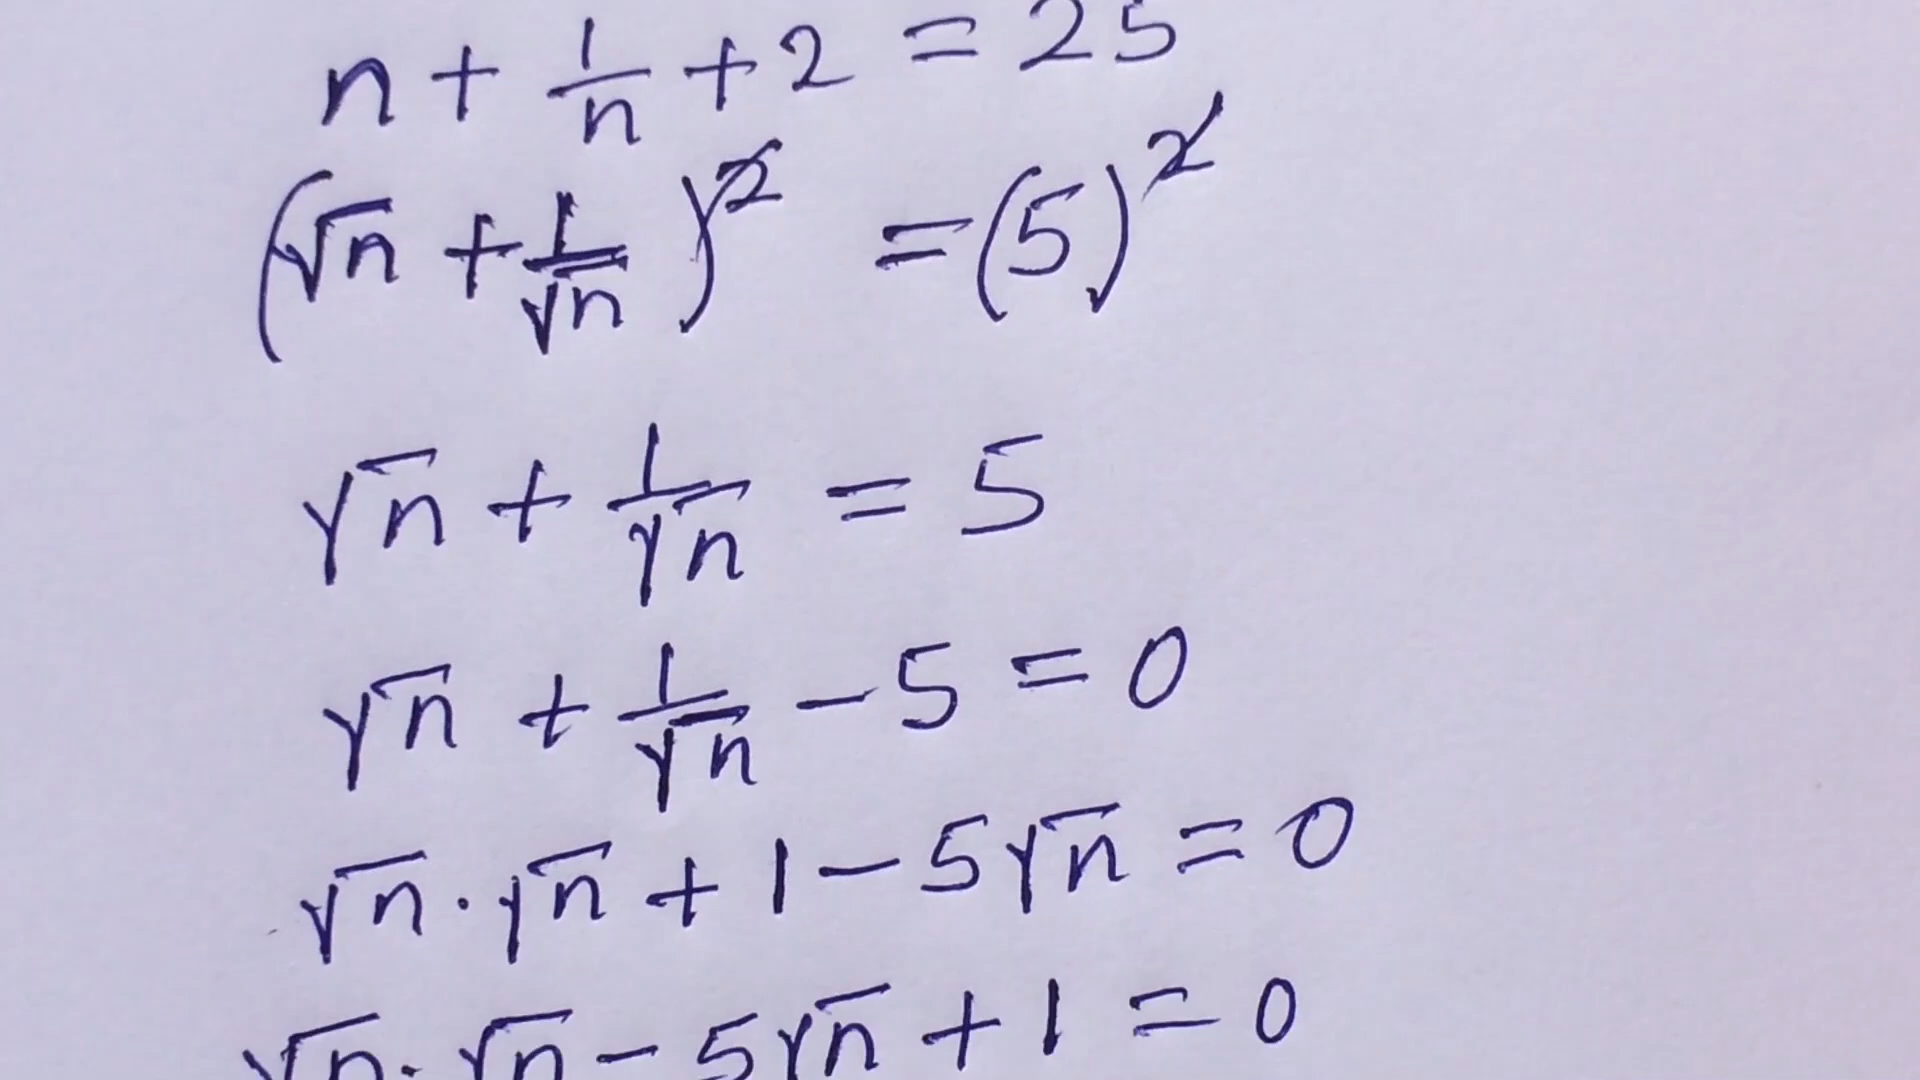 n + 1/n + 2 = 25
(√n + 1/√n)² = (5)²
√n + 1/√n = 5
√n + 1/√n - 5 = 0
√n · √n + 1 - 5√n = 0
√n · √n - 5√n + 1 = 0